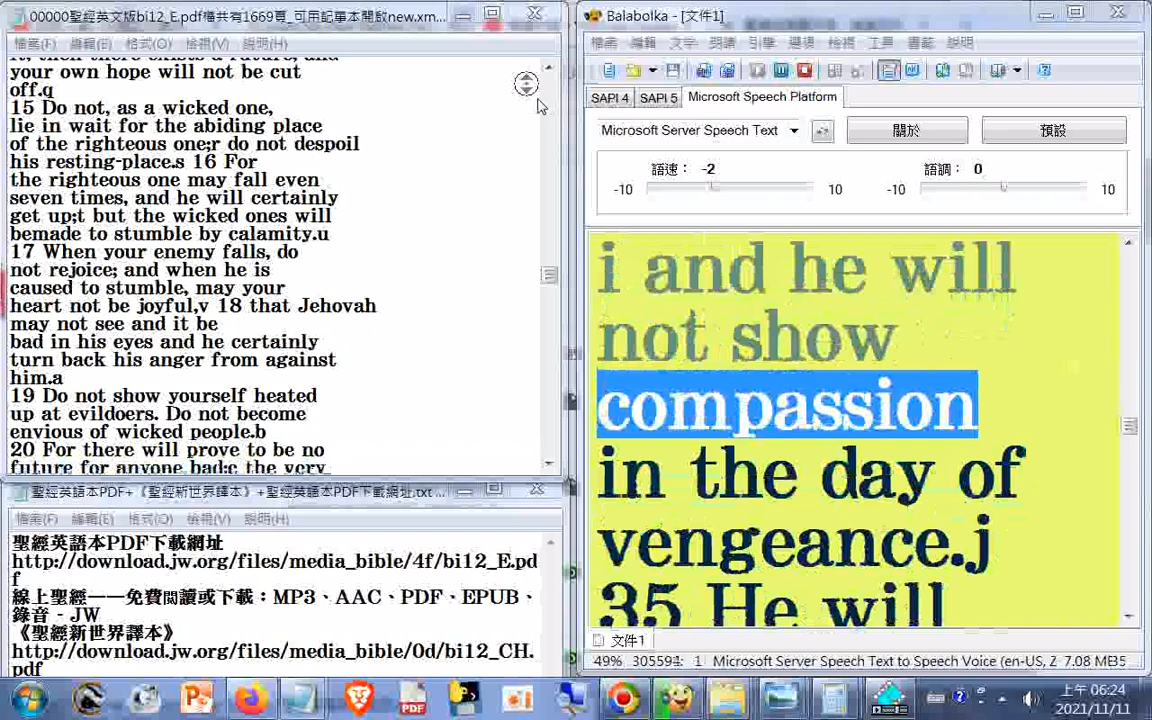 00000聖經英文版bi12_E.pdf檔共有1669頁_可用記事本開啟new.xm...
檔案(F) 編輯(E) 格式(O) 檢視(V) 說明(H)
it, then there exists a future, and
your own hope will not be cut
off.q
15 Do not, as a wicked one,
lie in wait for the abiding place
of the righteous one;r do not despoil
his resting-place.s 16 For
the righteous one may fall even
seven times, and he will certainly
get up;t but the wicked ones will
bemade to stumble by calamity.u
17 When your enemy falls, do
not rejoice; and when he is
caused to stumble, may your
heart not be joyful,v 18 that Jehovah
may not see and it be
bad in his eyes and he certainly
turn back his anger from against
him.a
19 Do not show yourself heated
up at evildoers. Do not become
envious of wicked people.b
20 For there will prove to be no
future for anyone bad;c the very
聖經英語本PDF+《聖經新世界譯本》+聖經英語本PDF下載網址.txt ...
檔案(F) 編輯(E) 格式(O) 檢視(V) 說明(H)
聖經英語本PDF下載網址
http://download.jw.org/files/media_bible/4f/bi12_E.pd
f
線上聖經——免費閱讀或下載：MP3、AAC、PDF、EPUB、
錄音 - JW
《聖經新世界譯本》
http://download.jw.org/files/media_bible/0d/bi12_CH.
pdf
Balabolka - [文件1]
檔案 編輯 文字 朗讀 引擎 選項 檢視 工具 書籤 說明
SAPI 4 SAPI 5 Microsoft Speech Platform
Microsoft Server Speech Text 關於 預設
語速： -2 語調： 0
-10 10 -10 10
i and he will
not show
compassion
in the day of
vengeance.j
35 He will
文件1
49% 305591: 1 Microsoft Server Speech Text to Speech Voice (en-US, Z 7.08 MB
上午 06:24
2021/11/11